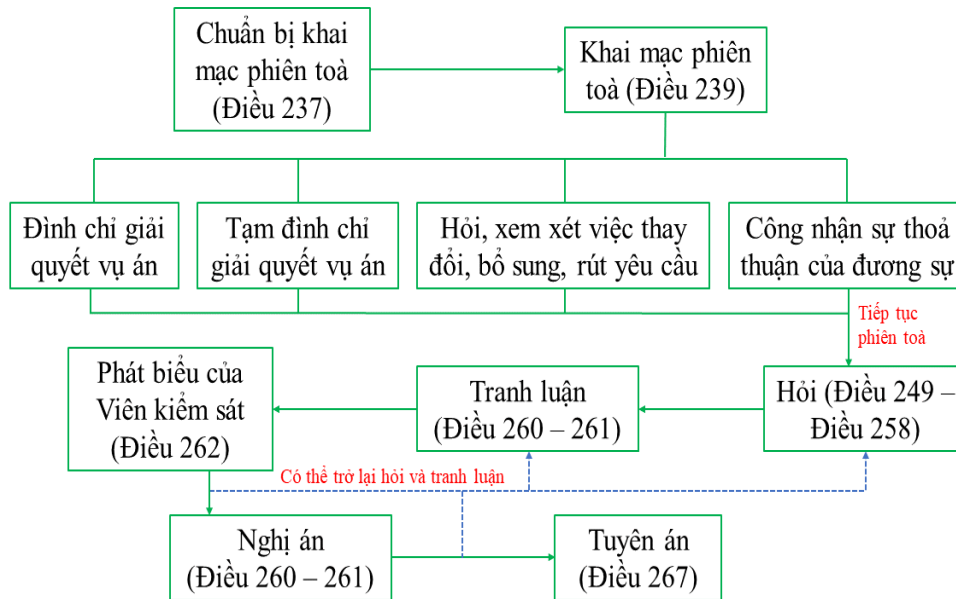 Chuẩn bị khai
mạc phiên toà
(Điều 237)
Khai mạc phiên
toà (Điều 239)
Đình chỉ giải
quyết vụ án
Tạm đình chỉ
giải quyết vụ án
Hỏi, xem xét việc thay
đổi, bổ sung, rút yêu cầu
Công nhận sự thoả
thuận của đương sự
Tiếp tục
phiên toà
Phát biểu của
Viên kiểm sát
(Điều 262)
Tranh luận
(Điều 260 – 261)
Hỏi (Điều 249 –
Điều 258)
Có thể trở lại hỏi và tranh luận
Nghị án
(Điều 260 – 261)
Tuyên án
(Điều 267)